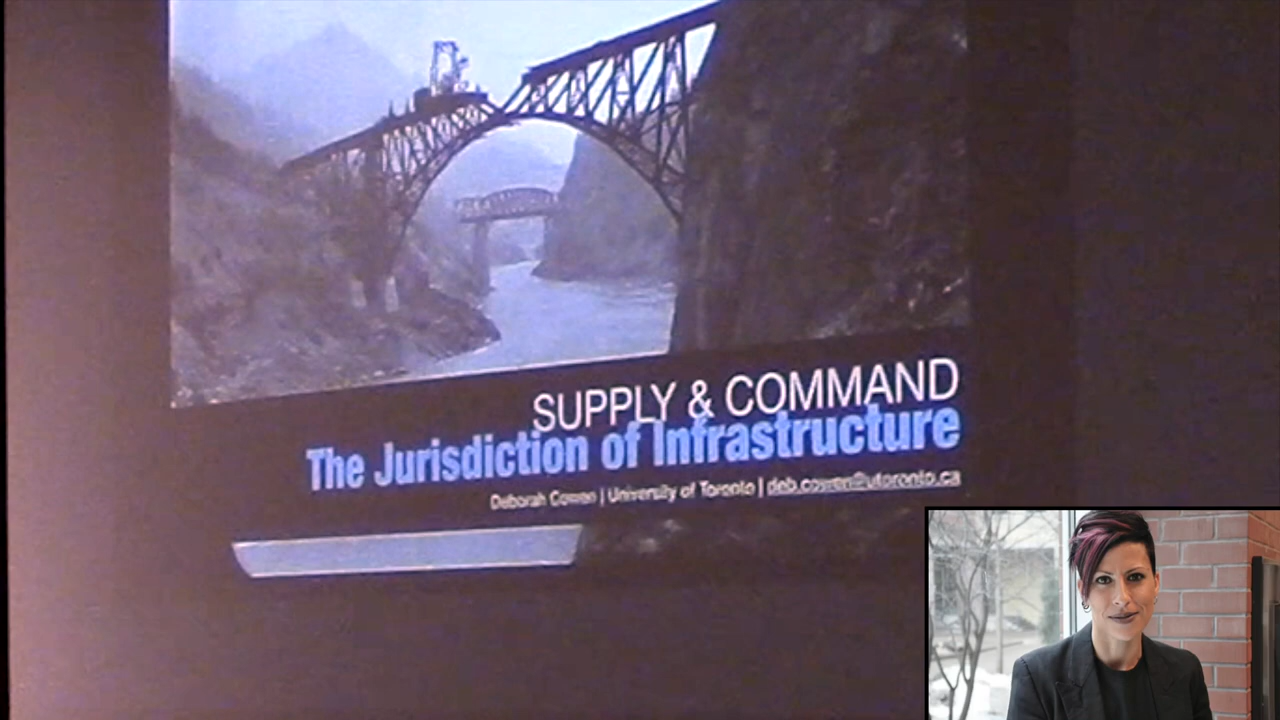 SUPPLY & COMMAND
The Jurisdiction of Infrastructure
Deborah Cowen | University of Toronto | deb.cowen@utoronto.ca